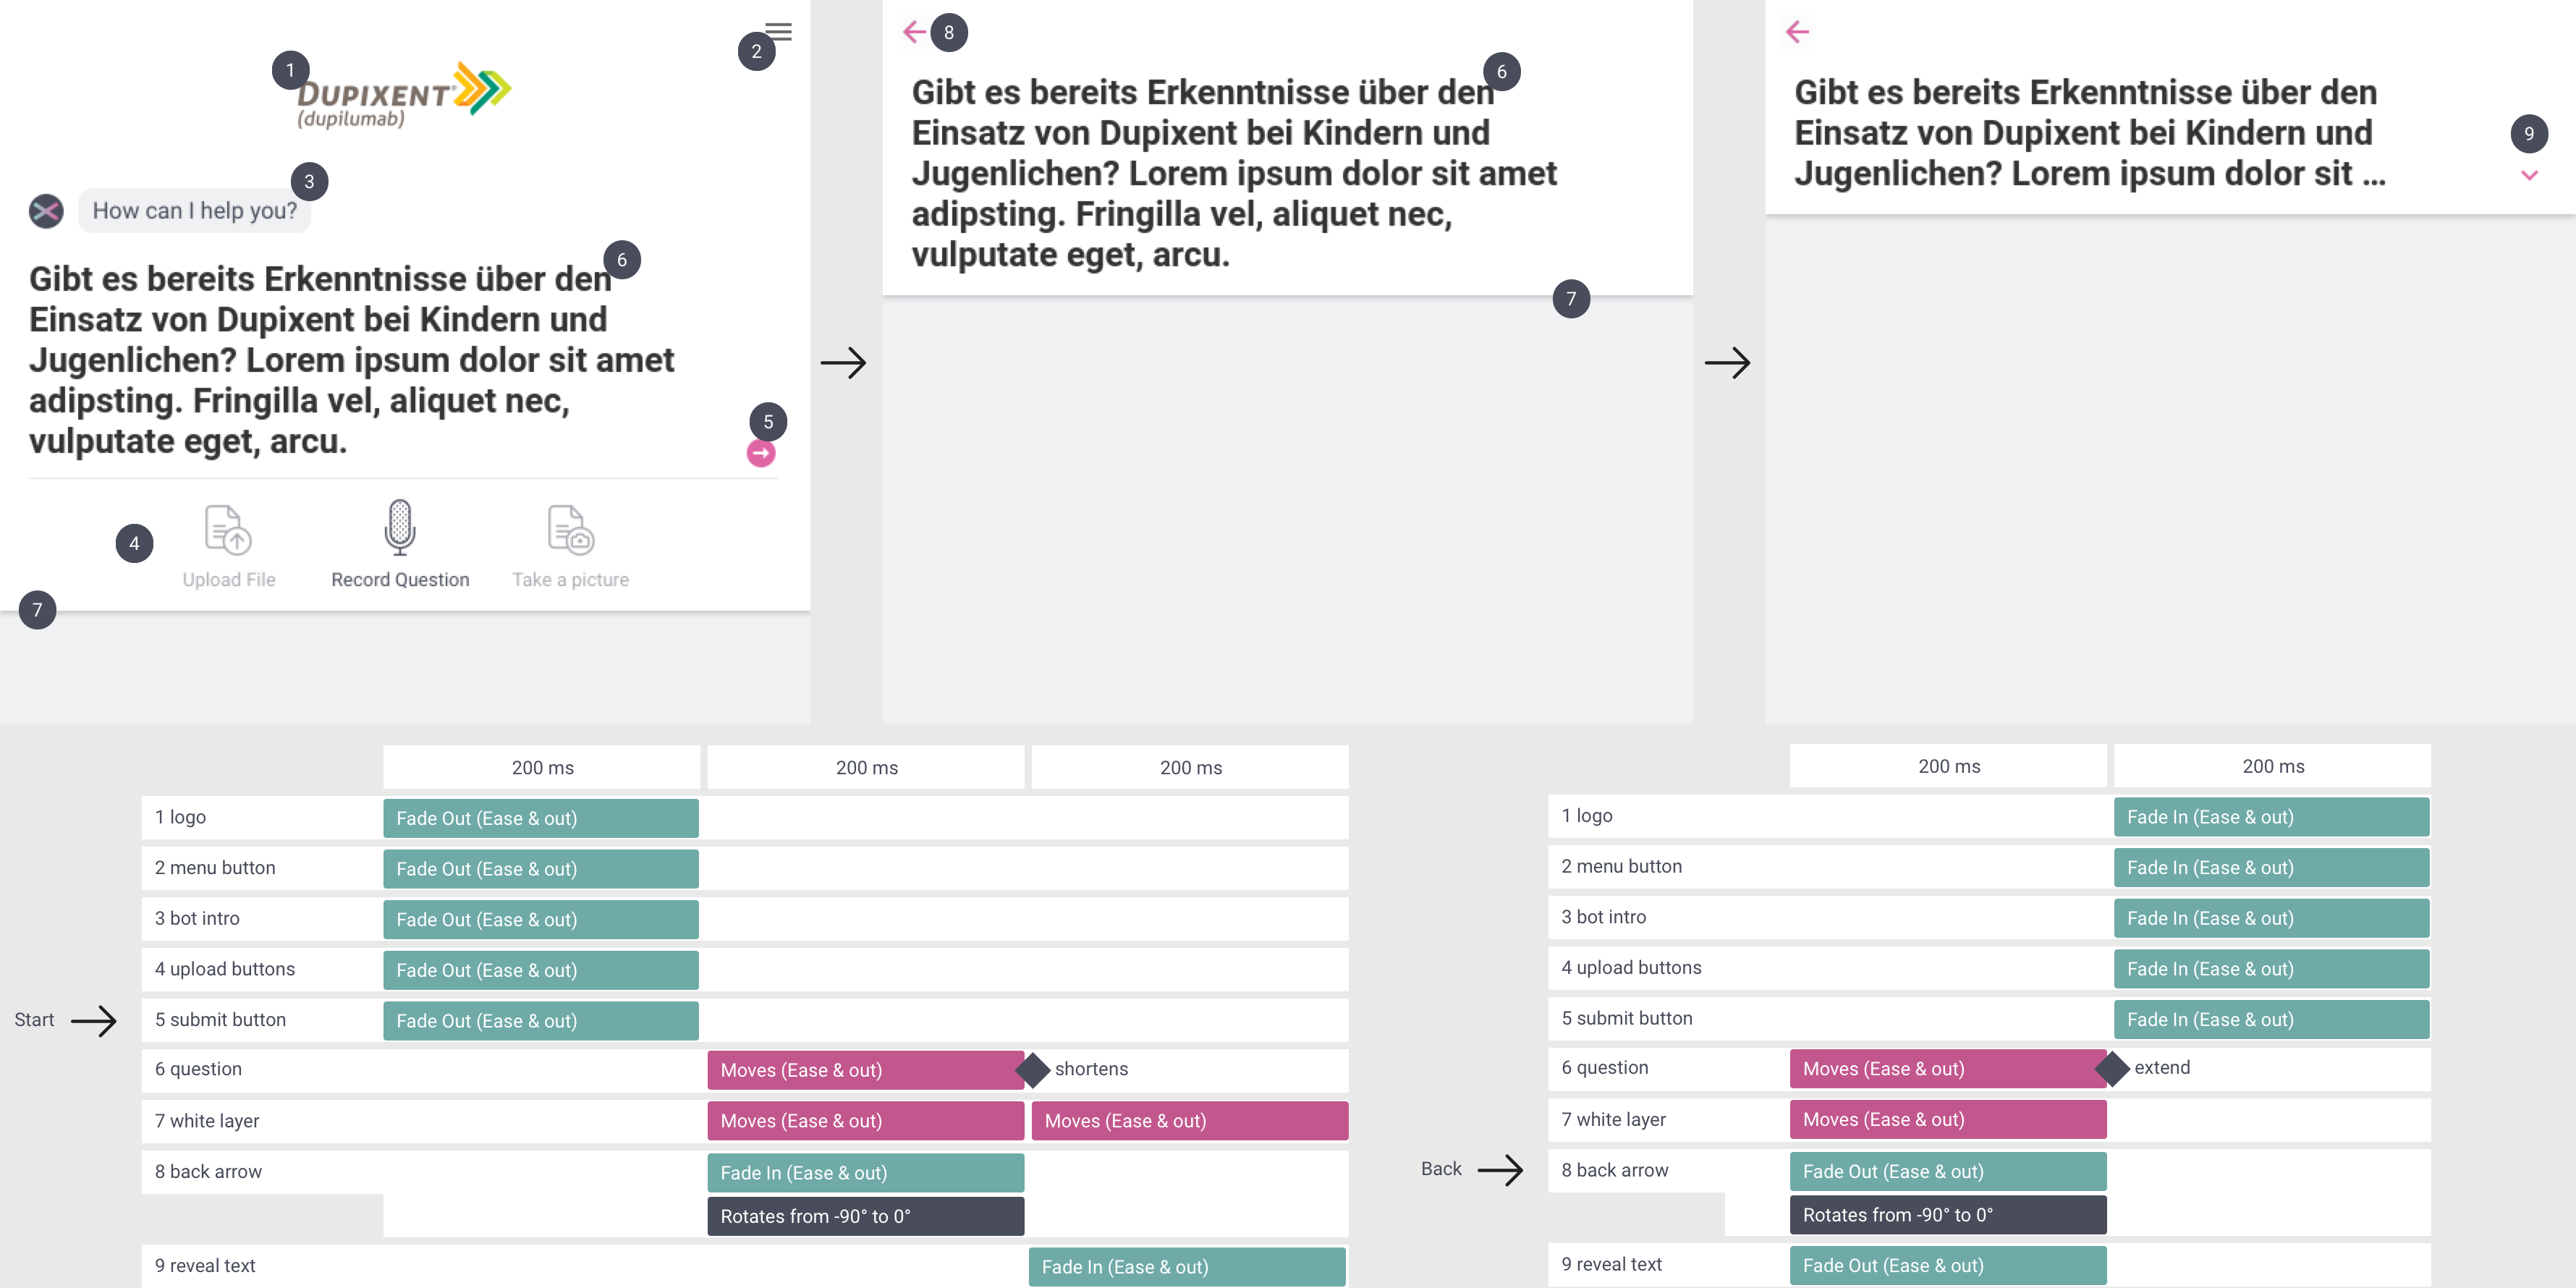 1
2
DUPIXENT®
(dupilumab)
3
How can I help you?
6
Gibt es bereits Erkenntnisse über den
Einsatz von Dupixent bei Kindern und
Jugenlichen? Lorem ipsum dolor sit amet
adipsting. Fringilla vel, aliquet nec,
vulputate eget, arcu.
5
4
Upload File
Record Question
Take a picture
7
8
6
Gibt es bereits Erkenntnisse über den
Einsatz von Dupixent bei Kindern und
Jugenlichen? Lorem ipsum dolor sit amet
adipsting. Fringilla vel, aliquet nec,
vulputate eget, arcu.
7
Gibt es bereits Erkenntnisse über den
Einsatz von Dupixent bei Kindern und
Jugenlichen? Lorem ipsum dolor sit ...
9
Start
200 ms 200 ms 200 ms
1 logo Fade Out (Ease & out)
2 menu button Fade Out (Ease & out)
3 bot intro Fade Out (Ease & out)
4 upload buttons Fade Out (Ease & out)
5 submit button Fade Out (Ease & out)
6 question Moves (Ease & out) shortens
7 white layer Moves (Ease & out) Moves (Ease & out)
8 back arrow Fade In (Ease & out)
Rotates from -90° to 0°
9 reveal text Fade In (Ease & out)
Back
200 ms 200 ms
1 logo Fade In (Ease & out)
2 menu button Fade In (Ease & out)
3 bot intro Fade In (Ease & out)
4 upload buttons Fade In (Ease & out)
5 submit button Fade In (Ease & out)
6 question Moves (Ease & out) extend
7 white layer Moves (Ease & out)
8 back arrow Fade Out (Ease & out)
Rotates from -90° to 0°
9 reveal text Fade Out (Ease & out)